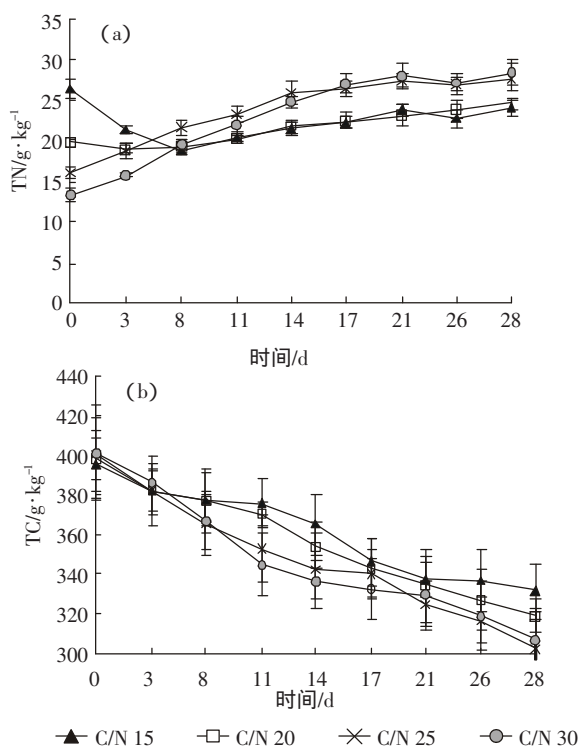 (a)
TN/g·kg⁻¹
35
30
25
20
15
10
5
0
0 3 8 11 14 17 21 26 28
时间/d
(b)
TC/g·kg⁻¹
440
420
400
380
360
340
320
300
0 3 8 11 14 17 21 26 28
时间/d
C/N 15 C/N 20 C/N 25 C/N 30